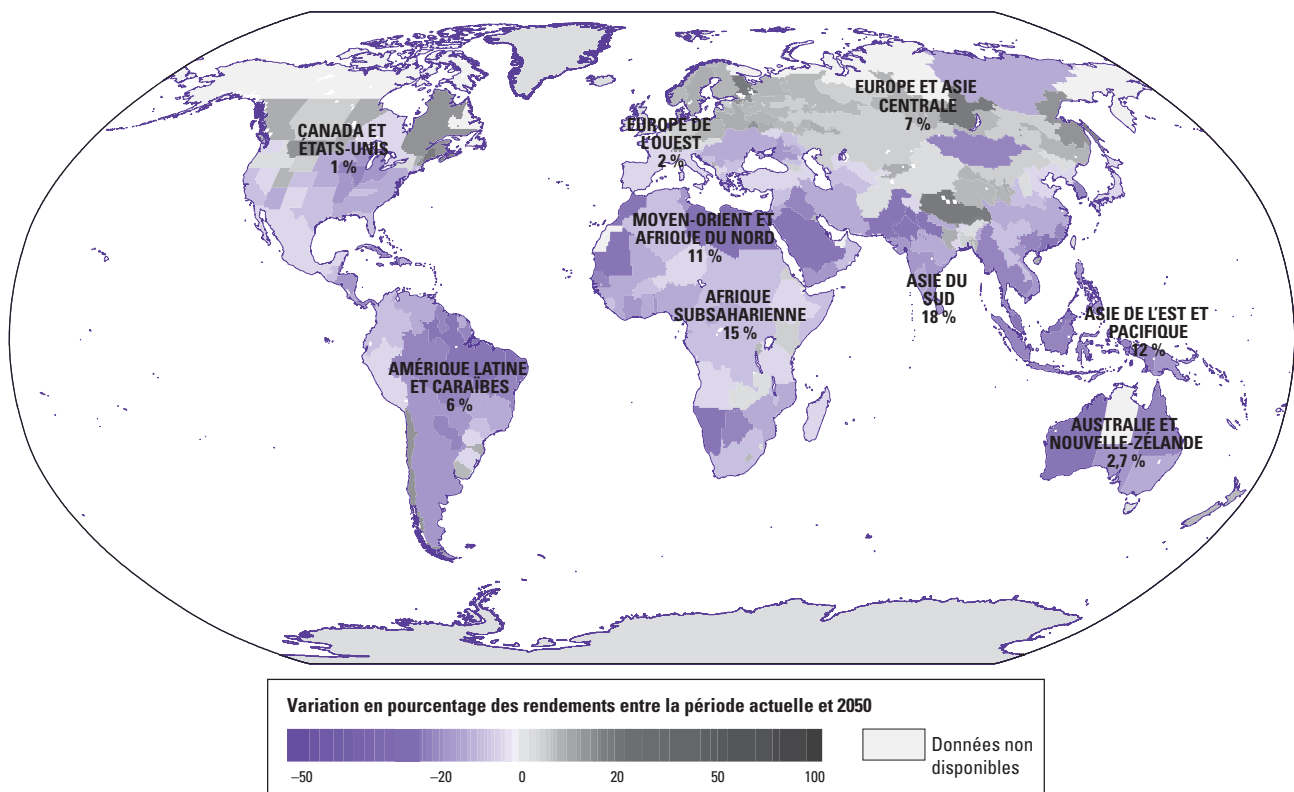 EUROPE ET ASIE
CENTRALE
7 %
CANADA ET
ÉTATS-UNIS
1 %
EUROPE DE
L'OUEST
2 %
MOYEN-ORIENT ET
AFRIQUE DU NORD
11 %
ASIE DU
SUD
18 %
AFRIQUE
SUBSAHARIENNE
15 %
ASIE DE L'EST ET
PACIFIQUE
12 %
AMÉRIQUE LATINE
ET CARAÏBES
6 %
AUSTRALIE ET
NOUVELLE-ZÉLANDE
2,7 %
Variation en pourcentage des rendements entre la période actuelle et 2050
–50 –20 0 20 50 100
Données non
disponibles